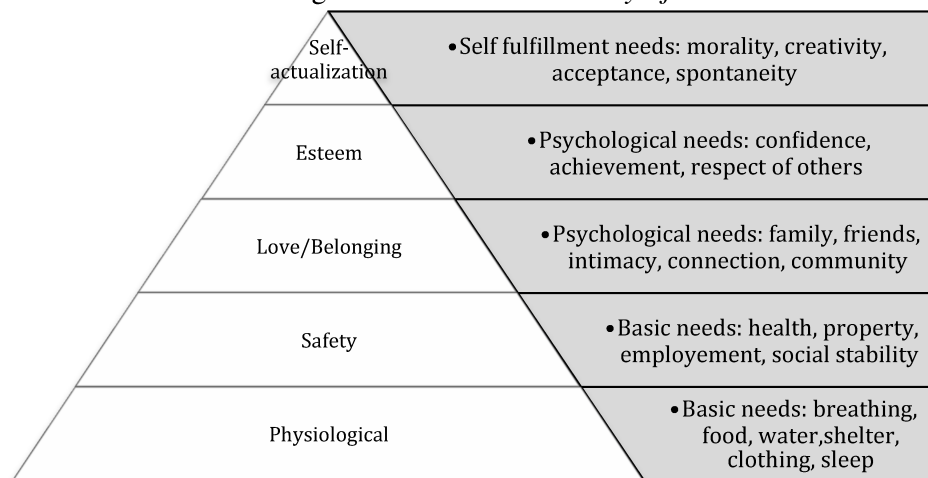 Self-
actualization
•Self fulfillment needs: morality, creativity,
acceptance, spontaneity
Esteem
•Psychological needs: confidence,
achievement, respect of others
Love/Belonging
•Psychological needs: family, friends,
intimacy, connection, community
Safety
•Basic needs: health, property,
employement, social stability
Physiological
•Basic needs: breathing,
food, water,shelter,
clothing, sleep